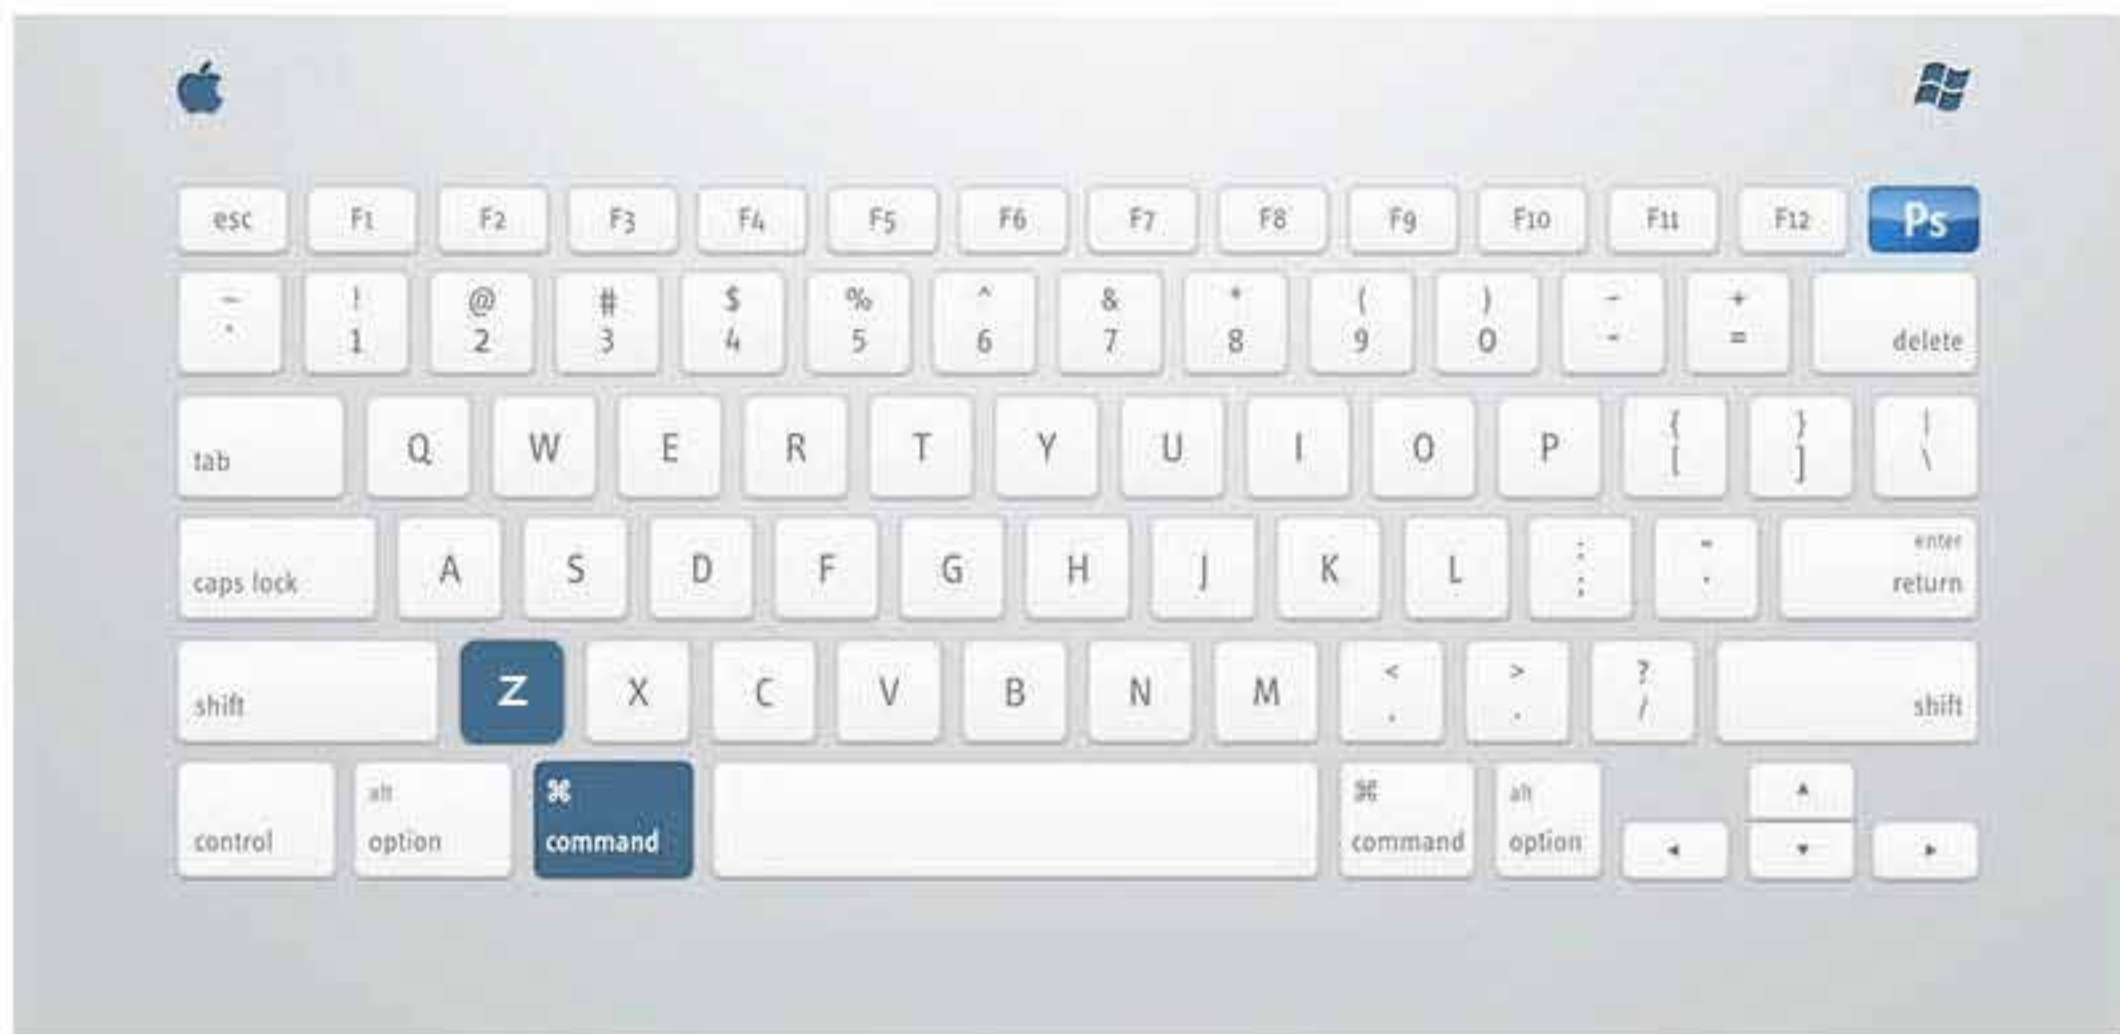 esc F1 F2 F3 F4 F5 F6 F7 F8 F9 F10 F11 F12 Ps
~ ! @ # $ % ^ & * ( ) - +
` 1 2 3 4 5 6 7 8 9 0 - = delete
tab Q W E R T Y U I O P { [ } ] | \
caps lock A S D F G H J K L : ; " ' enter return
shift Z X C V B N M < , > . ? / shift
control alt option ⌘ command ⌘ command alt option ◄ ▲ ▼ ►